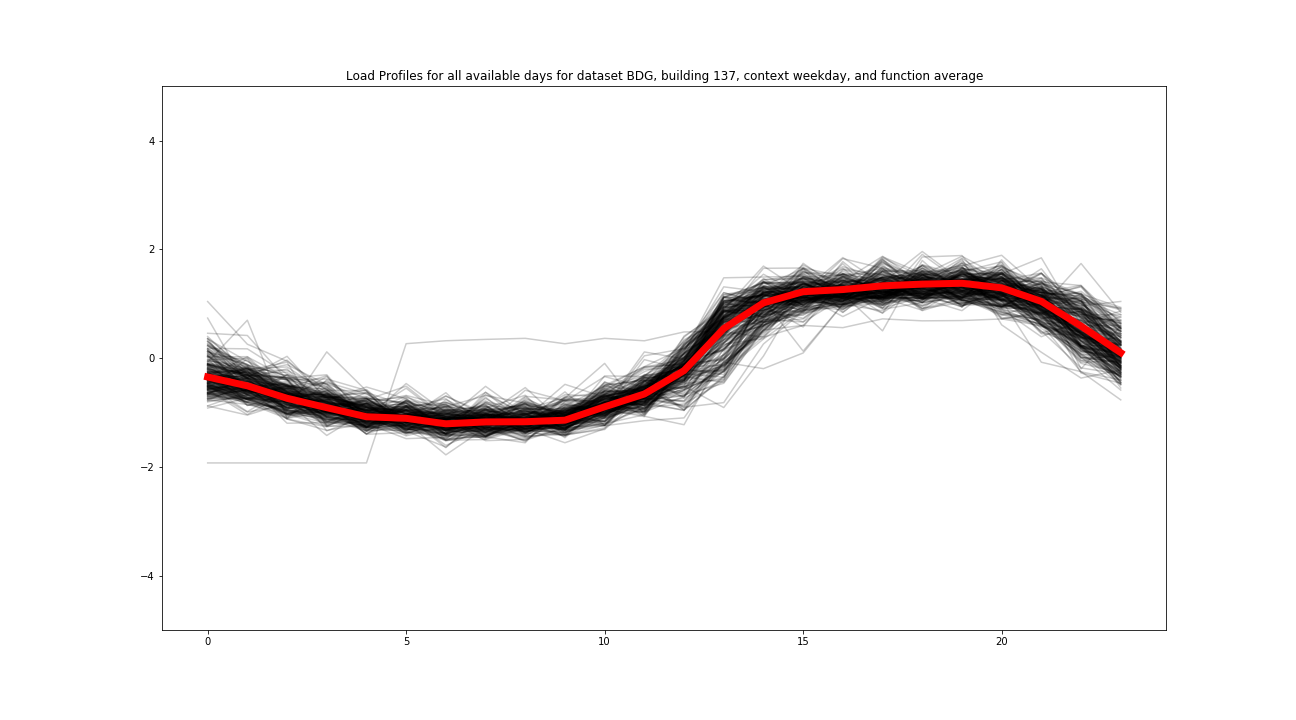 Load Profiles for all available days for dataset BDG, building 137, context weekday, and function average
4
2
0
−2
−4
0 5 10 15 20